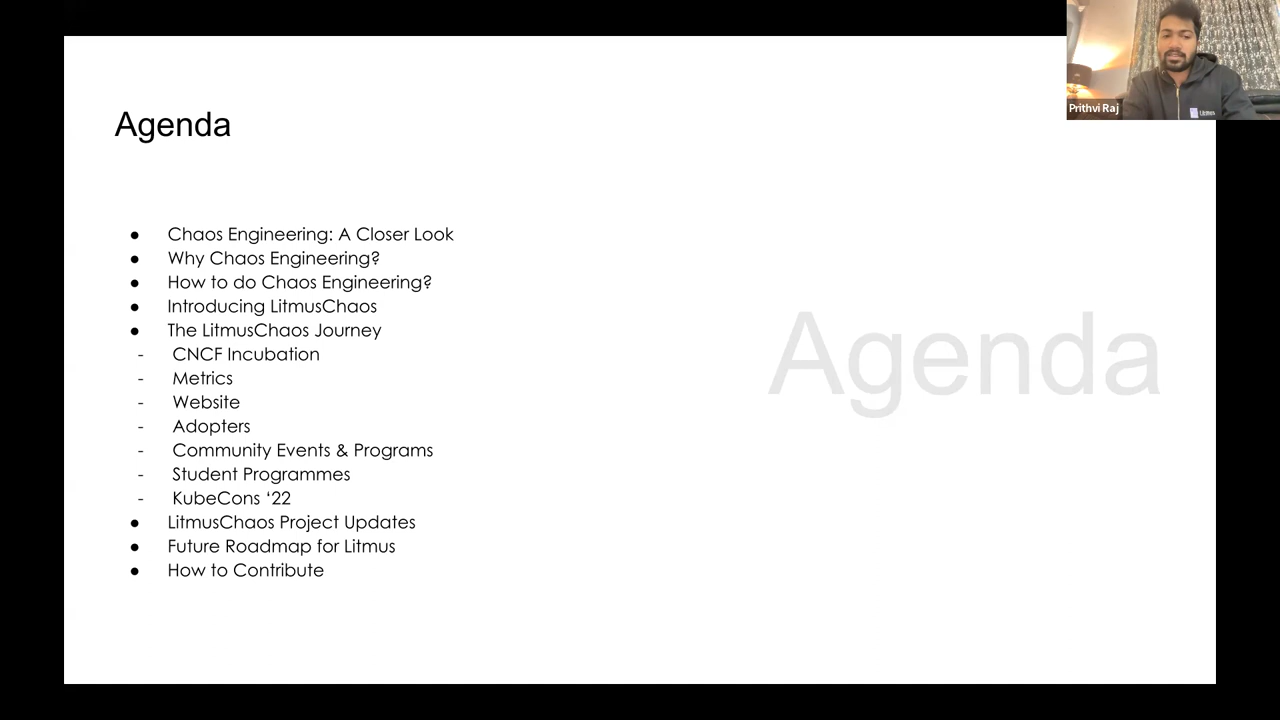 Agenda
Prithvi Raj
● Chaos Engineering: A Closer Look
● Why Chaos Engineering?
● How to do Chaos Engineering?
● Introducing LitmusChaos
● The LitmusChaos Journey
- CNCF Incubation
- Metrics
- Website
- Adopters
- Community Events & Programs
- Student Programmes
- KubeCons ‘22
● LitmusChaos Project Updates
● Future Roadmap for Litmus
● How to Contribute
Agenda